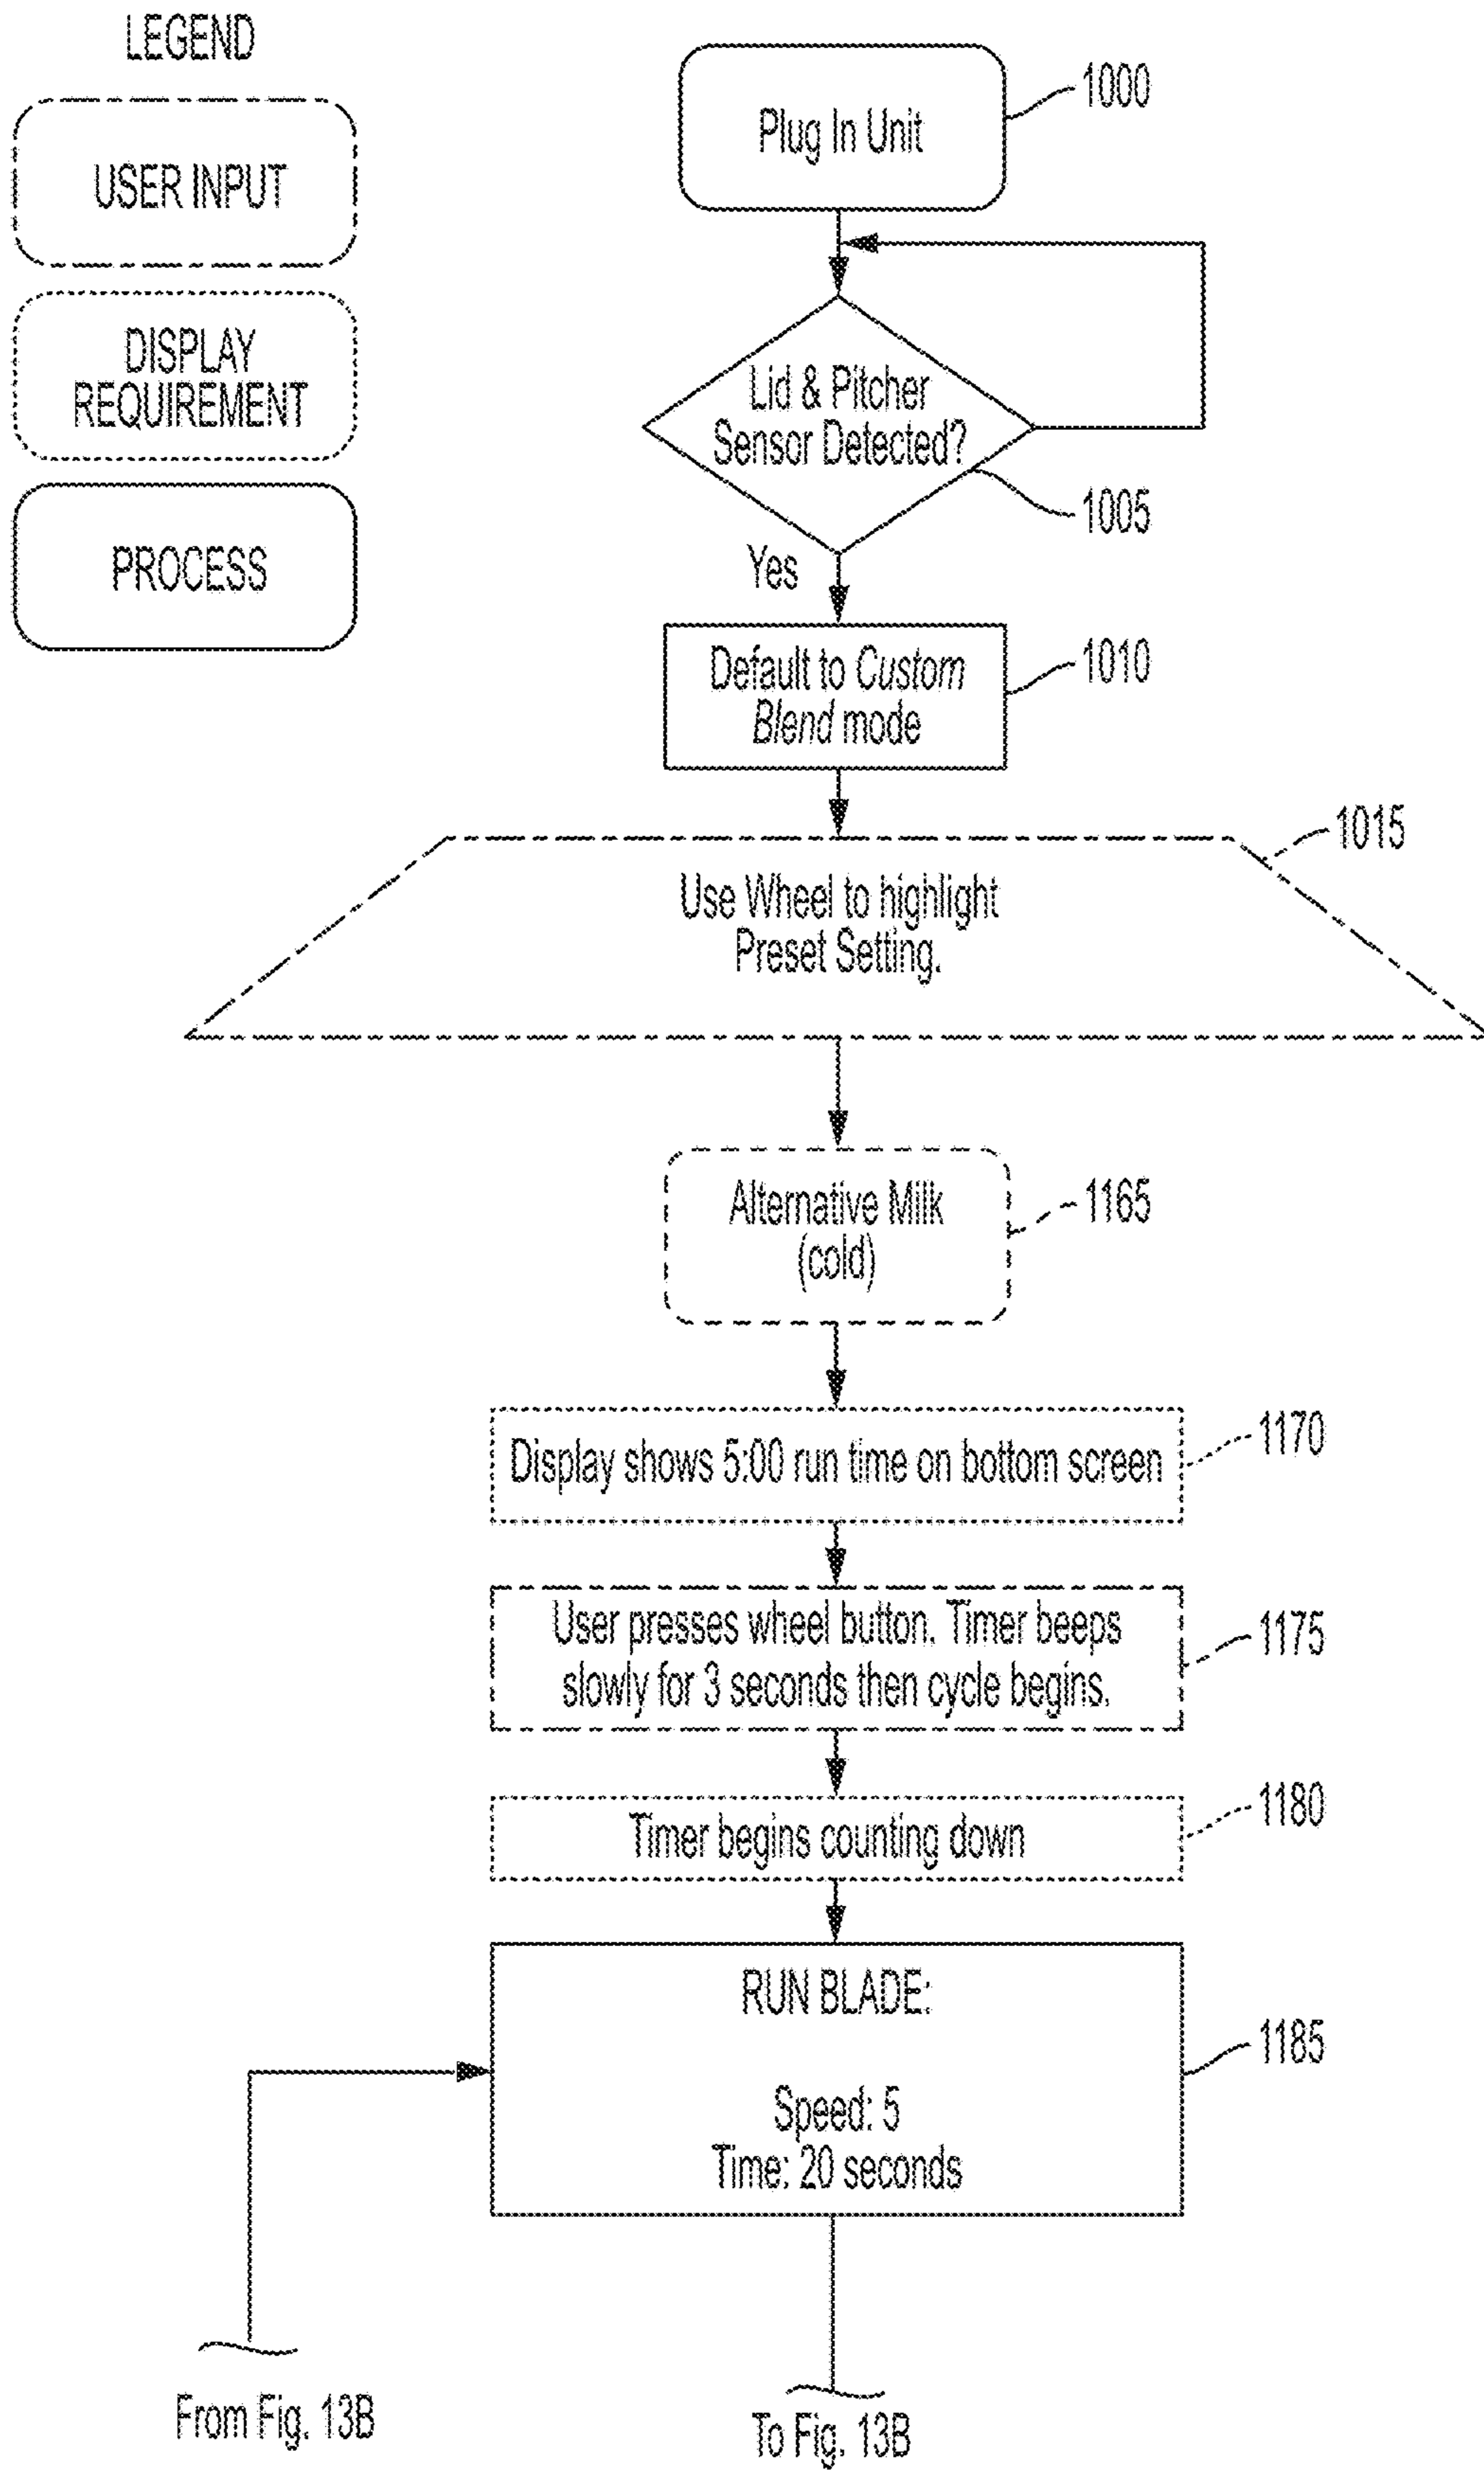 LEGEND
USER INPUT
DISPLAY
REQUIREMENT
PROCESS
Plug In Unit
1000
Lid & Pitcher
Sensor Detected?
1005
Yes
Default to Custom
Blend mode
1010
1015
Use Wheel to highlight
Preset Setting.
Alternative Milk
(cold)
1165
Display shows 5:00 run time on bottom screen
1170
User presses wheel button. Timer beeps
slowly for 3 seconds then cycle begins.
1175
Timer begins counting down
1180
RUN BLADE:
Speed: 5
Time: 20 seconds
1185
From Fig. 13B
To Fig. 13B